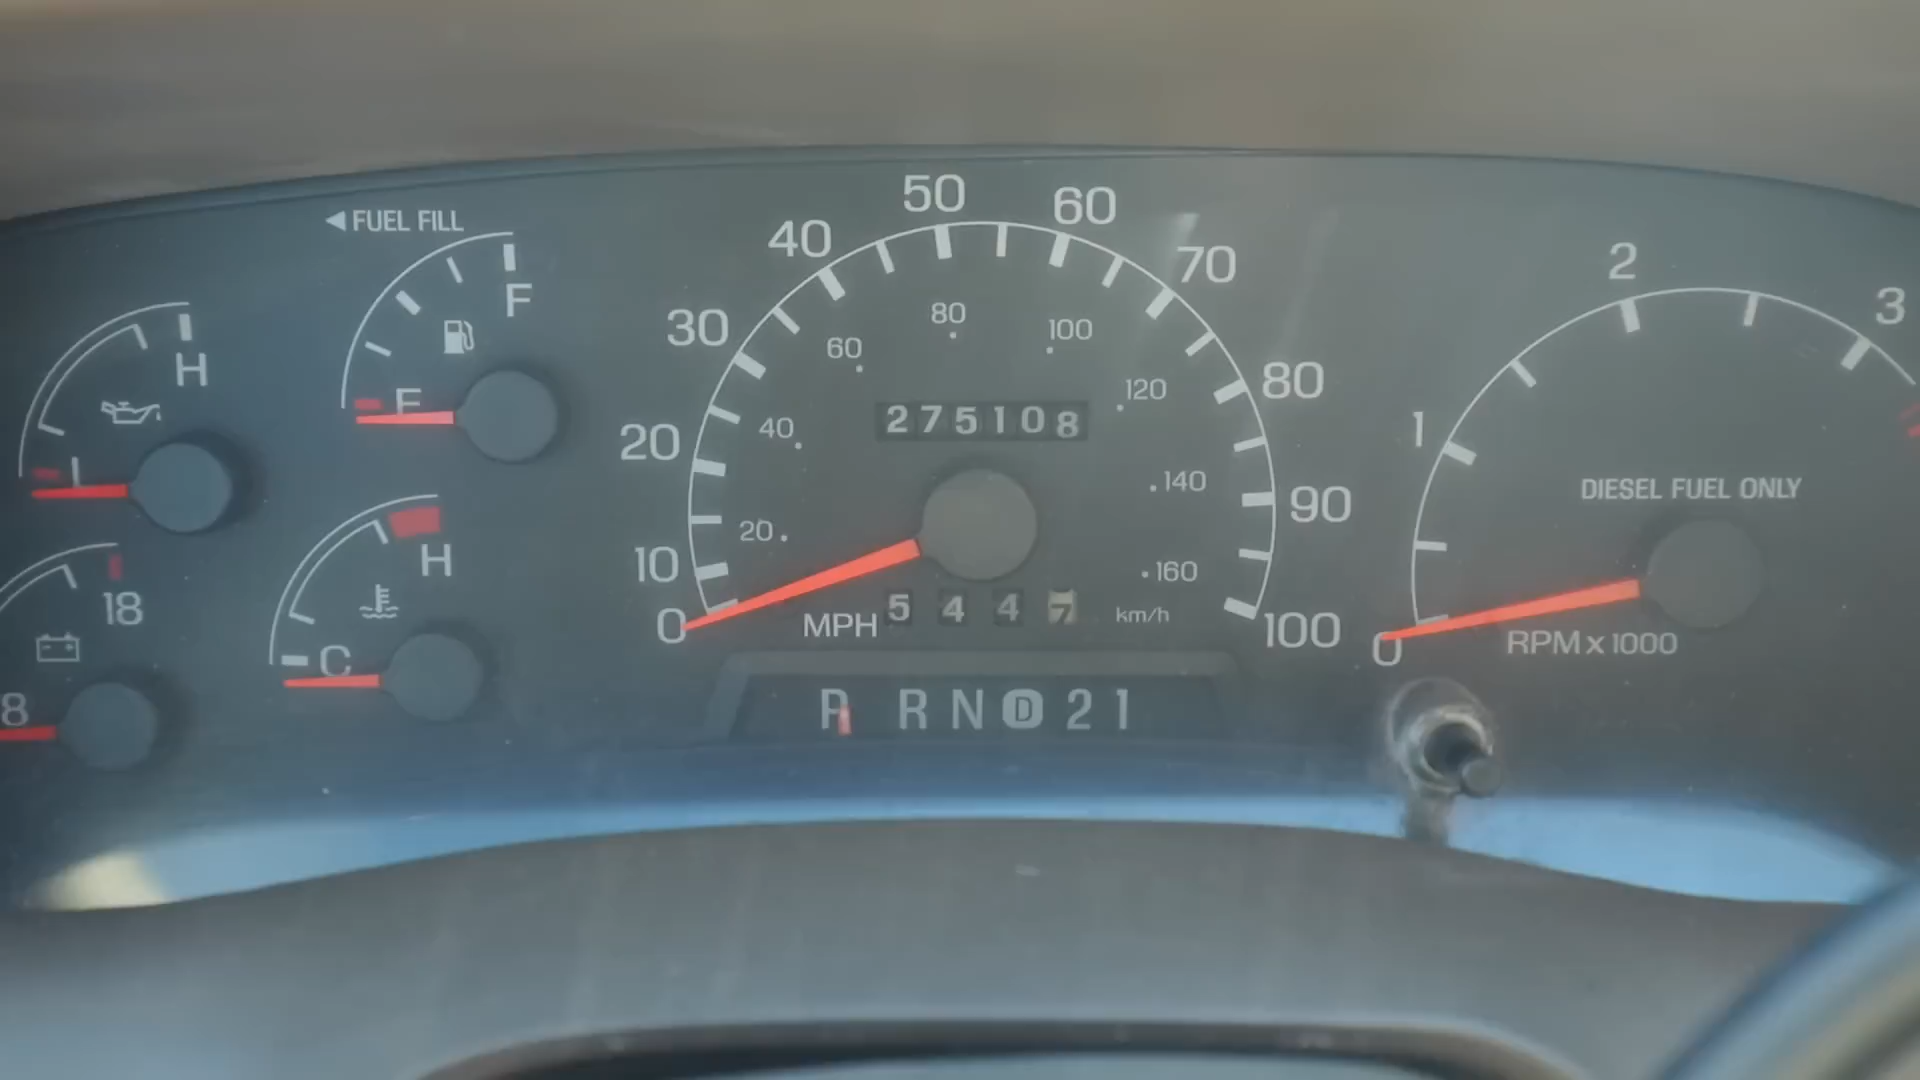 ◀ FUEL FILL
F
E
H
L
H
C
18
8
0
10
20
30
40
50
60
70
80
90
100
20
40
60
80
100
120
140
160
275108
MPH
5447
km/h
P R N D 2 1
0
1
2
3
DIESEL FUEL ONLY
RPM x 1000